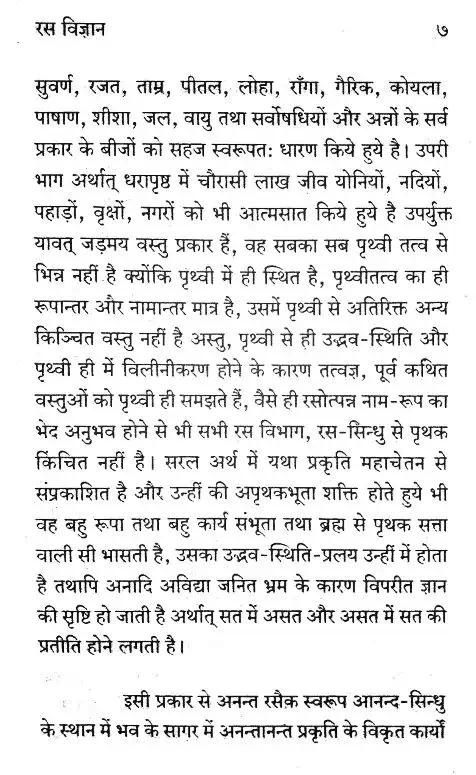 रस विज्ञान ७
सुवर्ण, रजत, ताम्र, पीतल, लोहा, राँगा, गैरिक, कोयला,
पाषाण, शीशा, जल, वायु तथा सर्वोषधियों और अन्नों के सर्व
प्रकार के बीजों को सहज स्वरूपत: धारण किये हुये है। उपरी
भाग अर्थात् धरापृष्ठ में चौरासी लाख जीव योनियों, नदियों,
पहाड़ों, वृक्षों, नगरों को भी आत्मसात किये हुये है उपर्युक्त
यावत् जड़मय वस्तु प्रकार हैं, वह सबका सब पृथ्वी तत्व से
भिन्न नहीं है क्योंकि पृथ्वी में ही स्थित है, पृथ्वीतत्व का ही
रूपान्तर और नामान्तर मात्र है, उसमें पृथ्वी से अतिरिक्त अन्य
किञ्चित वस्तु नहीं है अस्तु, पृथ्वी से ही उद्भव-स्थिति और
पृथ्वी ही में विलीनीकरण होने के कारण तत्वज्ञ, पूर्व कथित
वस्तुओं को पृथ्वी ही समझते हैं, वैसे ही रसोत्पन्न नाम-रूप का
भेद अनुभव होने से भी सभी रस विभाग, रस-सिन्धु से पृथक
किंचित नहीं है। सरल अर्थ में यथा प्रकृति महाचेतन से
संप्रकाशित है और उन्हीं की अपृथकभूता शक्ति होते हुये भी
वह बहु रूपा तथा बहु कार्य संभूता तथा ब्रह्म से पृथक सत्ता
वाली सी भासती है, उसका उद्भव-स्थिति-प्रलय उन्हीं में होता
है तथापि अनादि अविद्या जनित भ्रम के कारण विपरीत ज्ञान
की सृष्टि हो जाती है अर्थात् सत में असत और असत में सत की
प्रतीति होने लगती है।
इसी प्रकार से अनन्त रसैक स्वरूप आनन्द-सिन्धु
के स्थान में भव के सागर में अनन्तानन्त प्रकृति के विकृत कार्यों